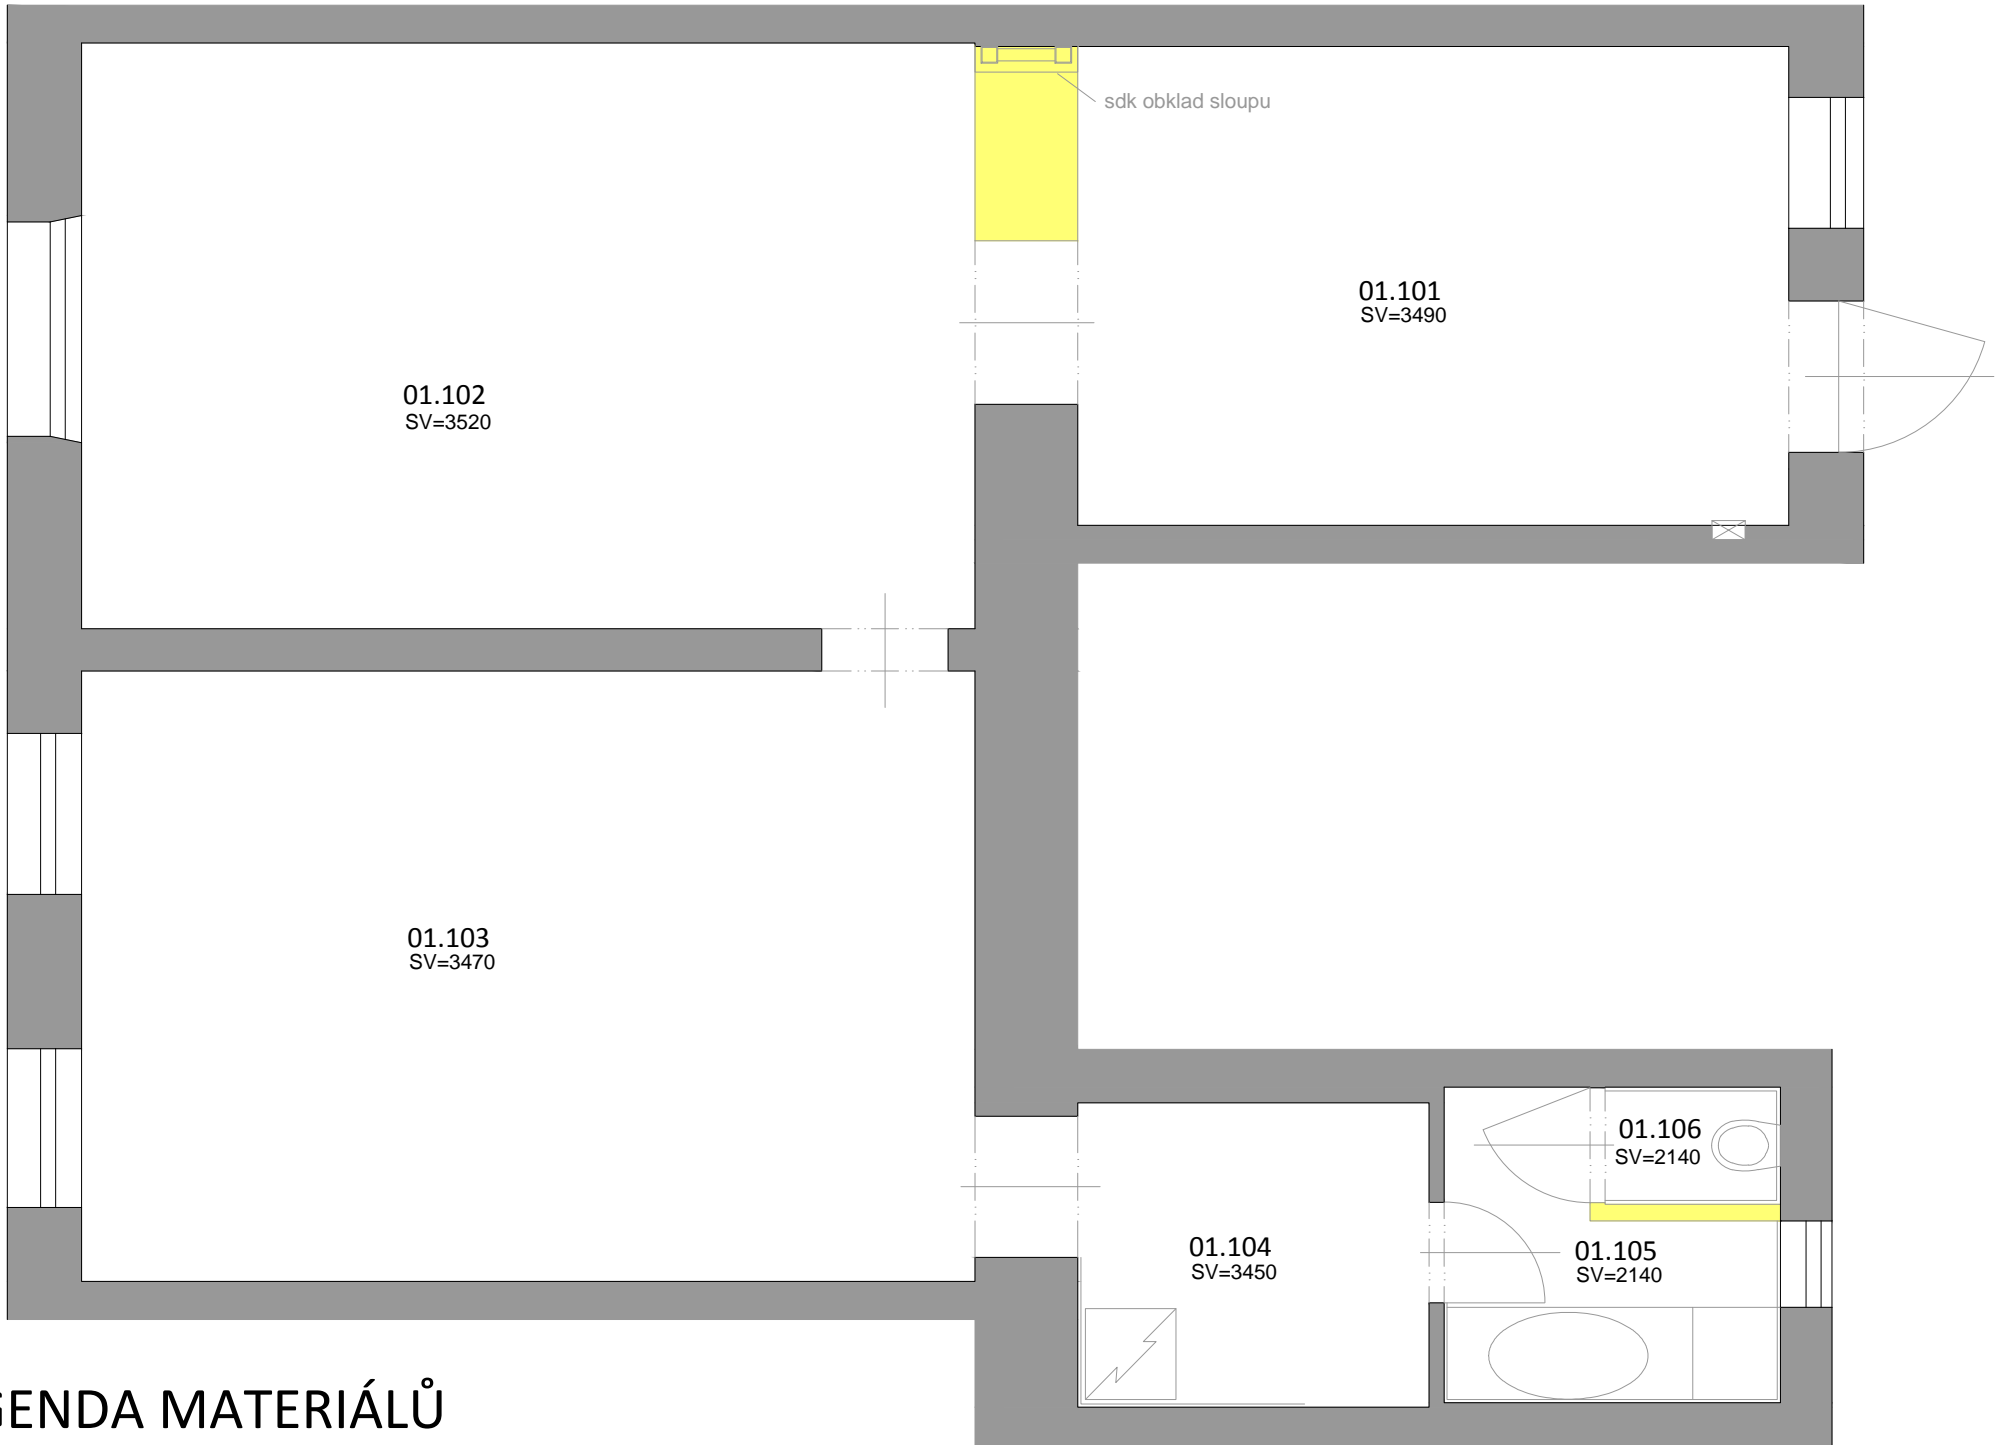 sdk obklad sloupu
01.101
SV=3490
01.102
SV=3520
01.103
SV=3470
01.106
SV=2140
01.104
SV=3450
01.105
SV=2140
GENDA MATERIÁLŮ